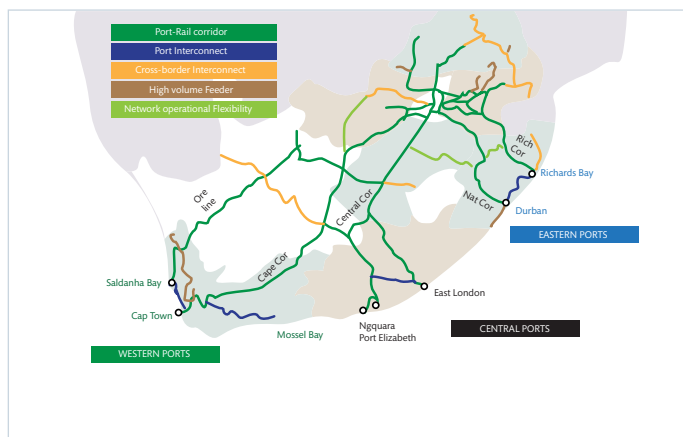 Port-Rail corridor
Port Interconnect
Cross-border Interconnect
High volume Feeder
Network operational Flexibility
Rich
Cor
Richards Bay
Ore
line
Central Cor
Nat Cor
Durban
EASTERN PORTS
Cape Cor
Saldanha Bay
East London
Cap Town
Mossel Bay
Ngquara
Port Elizabeth
CENTRAL PORTS
WESTERN PORTS